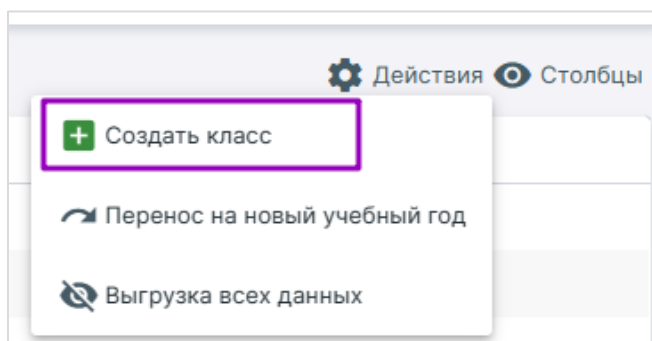 Действия Столбцы
Создать класс
Перенос на новый учебный год
Выгрузка всех данных